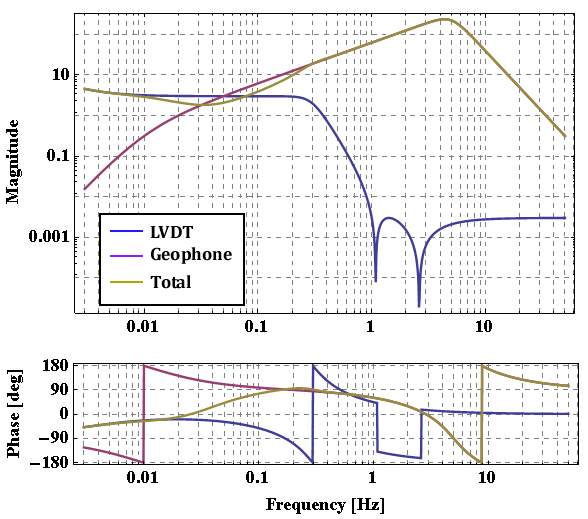 Magnitude
10
0.1
0.001
LVDT
Geophone
Total
0.01 0.1 1 10
Phase [deg]
180
90
0
−90
−180
0.01 0.1 1 10
Frequency [Hz]